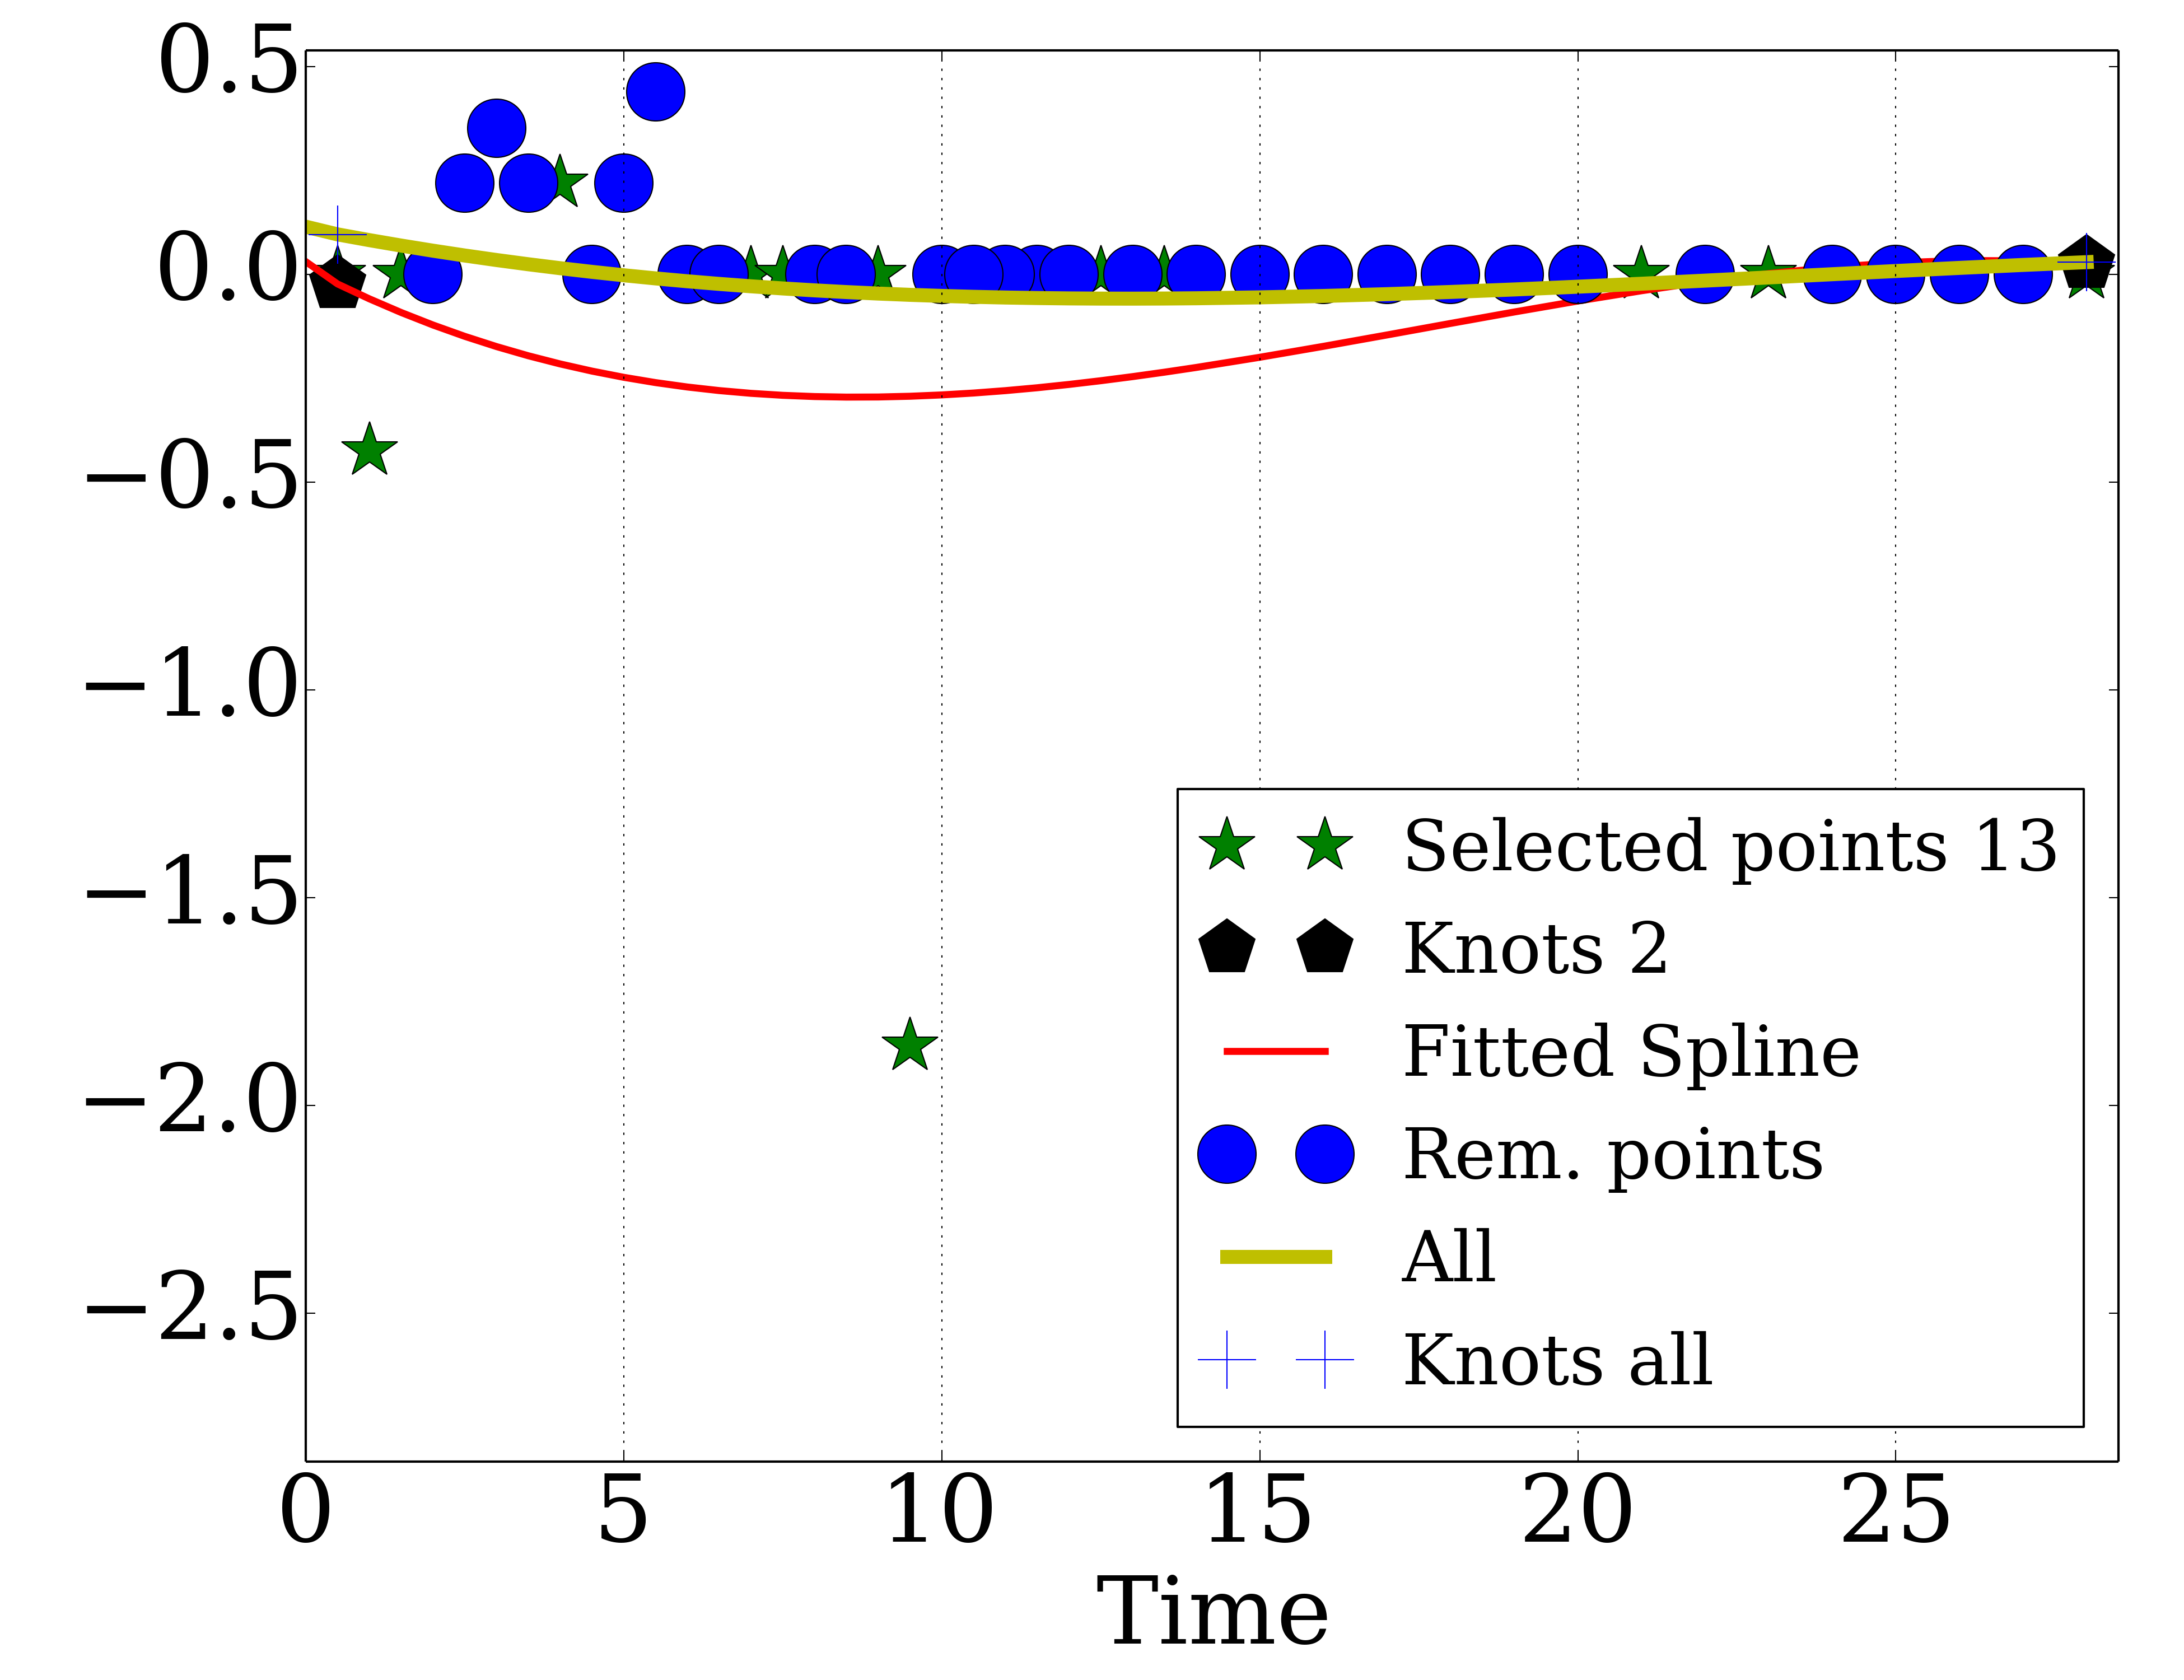 0.5
0.0
−0.5
−1.0
−1.5
−2.0
−2.5
Selected points 13
Knots 2
Fitted Spline
Rem. points
All
Knots all
0 5 10 15 20 25
Time